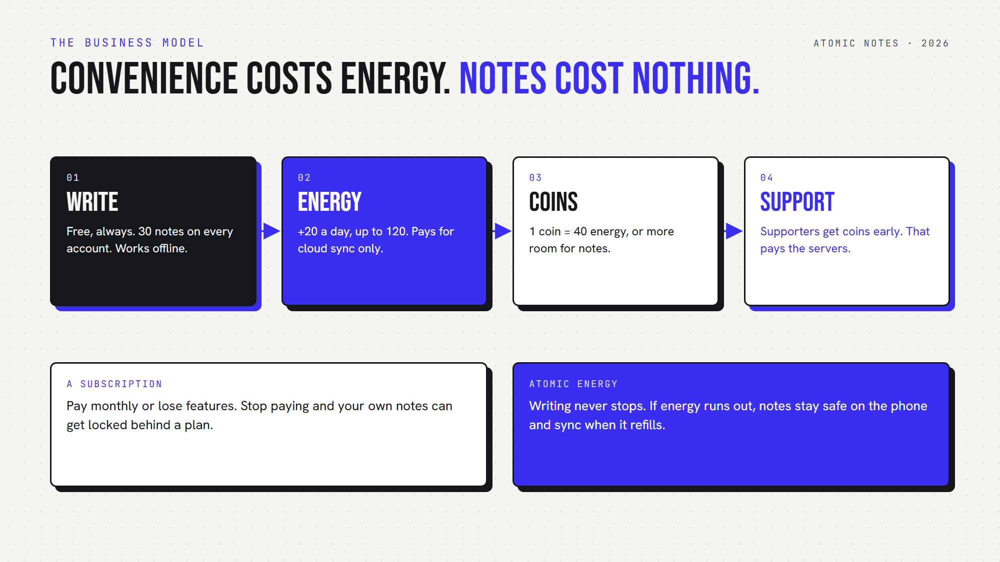 THE BUSINESS MODEL
ATOMIC NOTES · 2026
CONVENIENCE COSTS ENERGY. NOTES COST NOTHING.
01
WRITE
Free, always. 30 notes on every
account. Works offline.
02
ENERGY
+20 a day, up to 120. Pays for
cloud sync only.
03
COINS
1 coin = 40 energy, or more
room for notes.
04
SUPPORT
Supporters get coins early. That
pays the servers.
A SUBSCRIPTION
Pay monthly or lose features. Stop paying and your own notes can
get locked behind a plan.
ATOMIC ENERGY
Writing never stops. If energy runs out, notes stay safe on the phone
and sync when it refills.